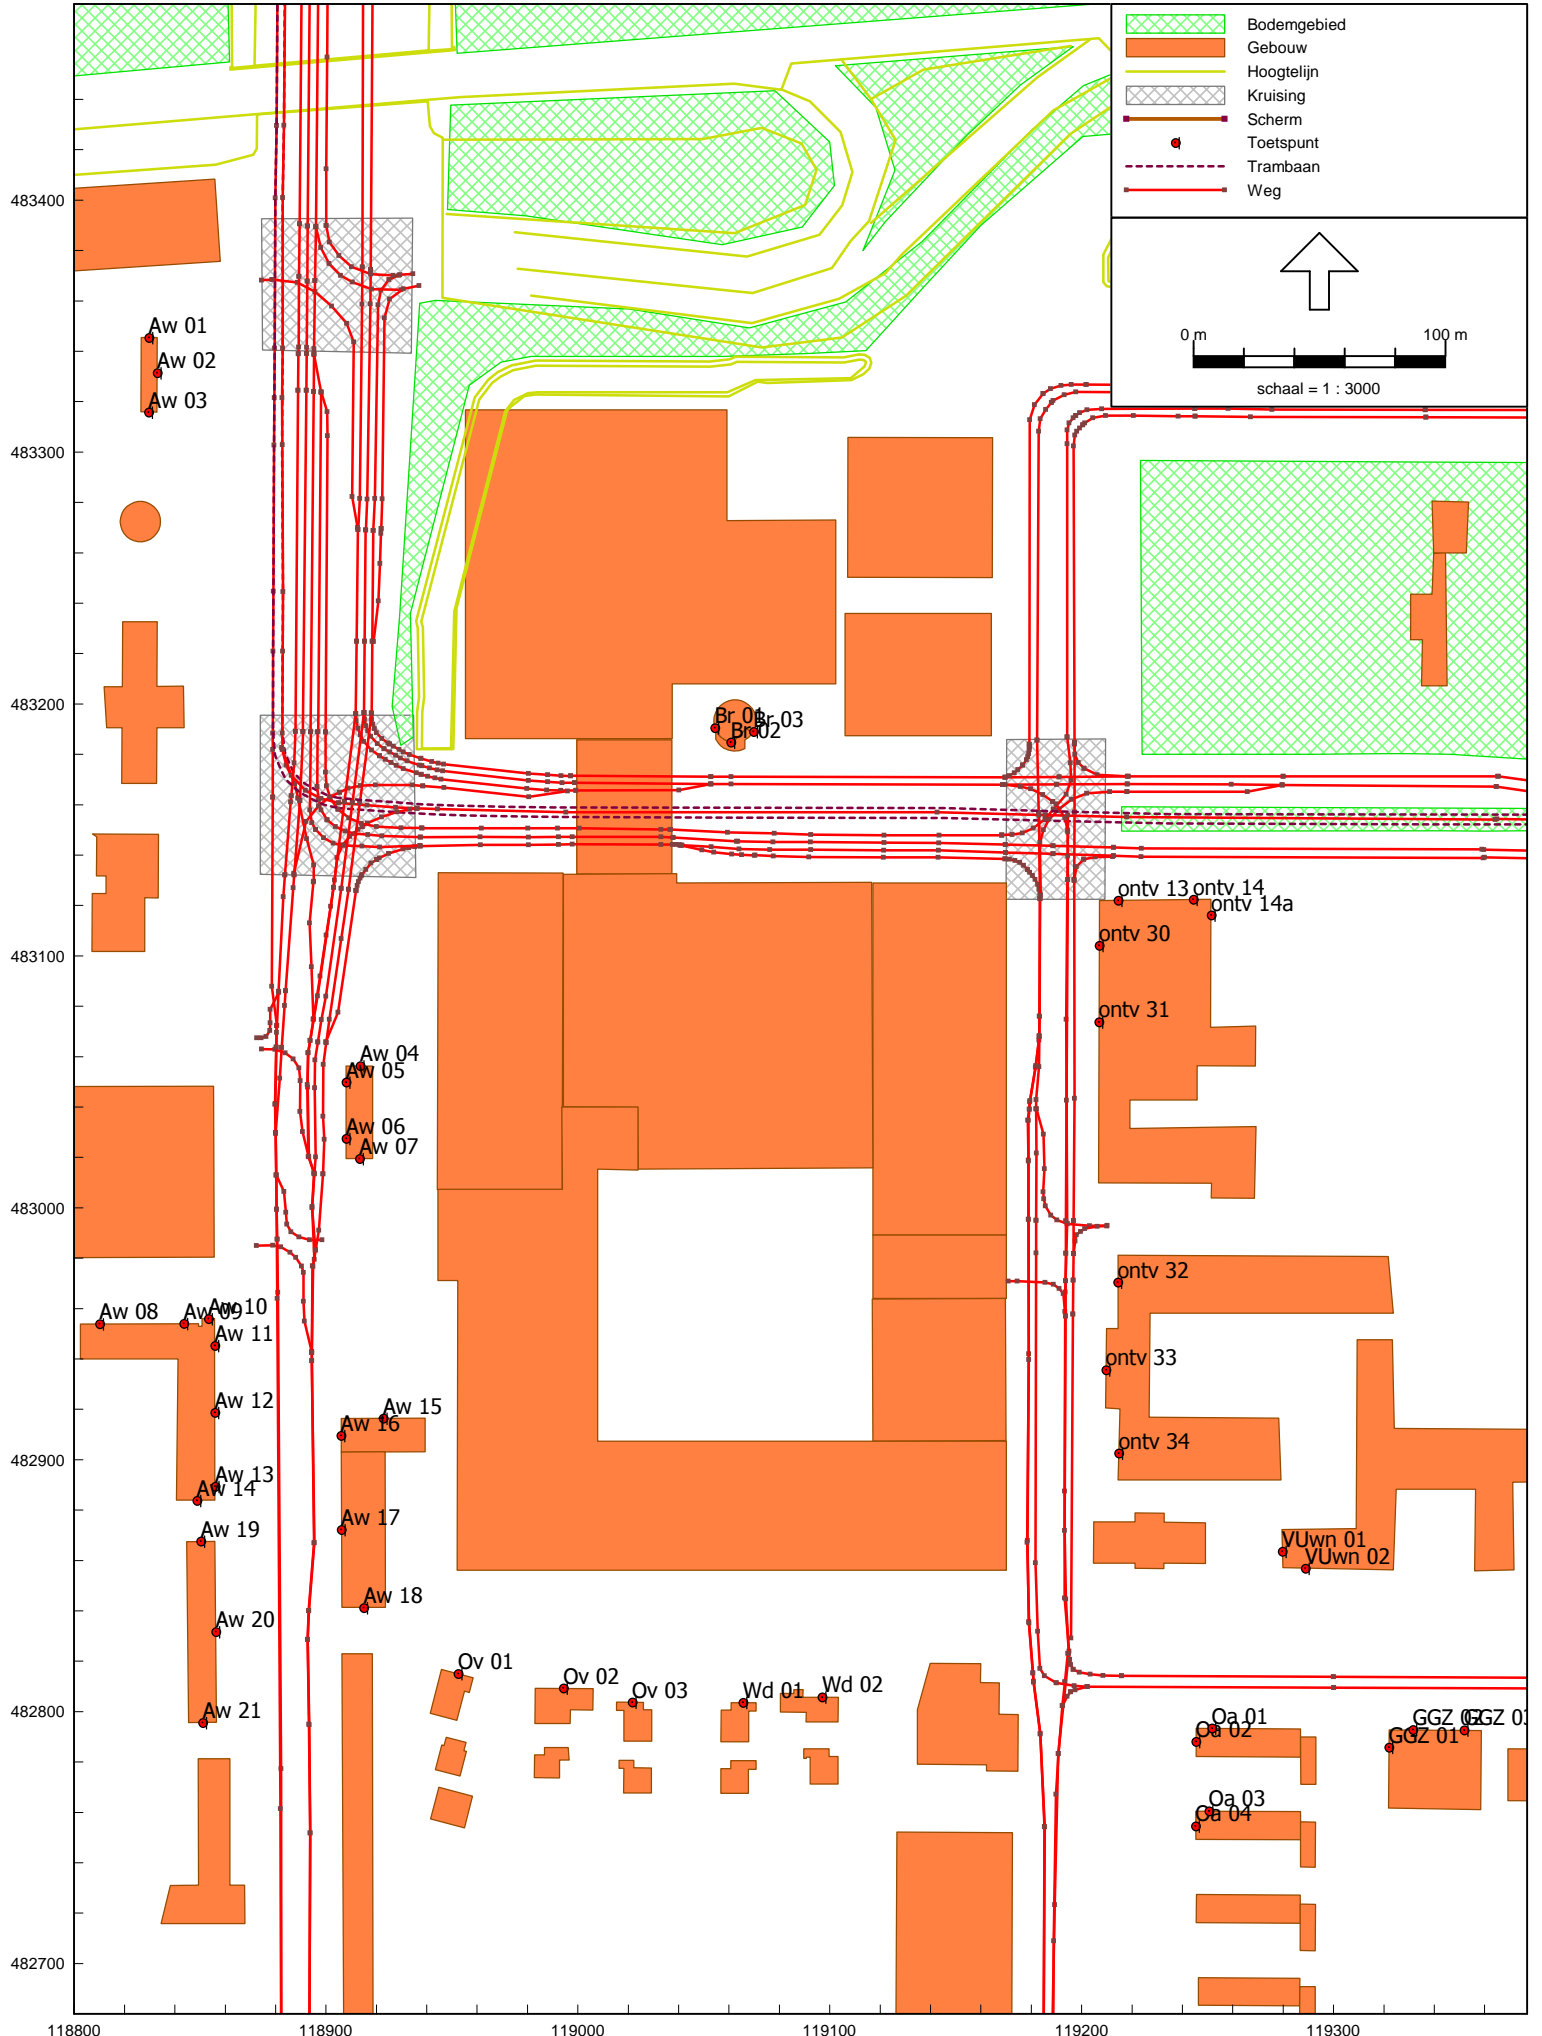 Bodemgebied
Gebouw
Hoogtelijn
Kruising
Scherm
Toetspunt
Trambaan
Weg
0 m 100 m
schaal = 1 : 3000
483400
Aw 01
Aw 02
Aw 03
483300
483200
Br 01
Br 03
Br 02
ontv 13
ontv 14
ontv 14a
ontv 30
483100
ontv 31
Aw 04
Aw 05
Aw 06
Aw 07
483000
ontv 32
Aw 08
Aw 09
Aw 10
Aw 11
ontv 33
Aw 12
Aw 15
Aw 16
482900
ontv 34
Aw 13
Aw 14
Aw 17
Aw 19
VUwn 01
VUwn 02
Aw 18
Aw 20
Ov 01
Ov 02
Ov 03
Wd 01
Wd 02
482800
Aw 21
Oa 01
Oa 02
GGZ 02
GGZ 03
GGZ 01
Oa 03
Oa 04
482700
118800 118900 119000 119100 119200 119300